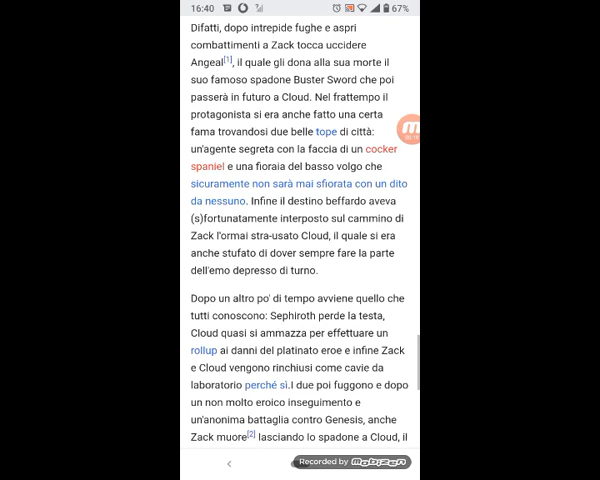 16:40
67%
Difatti, dopo intrepide fughe e aspri
combattimenti a Zack tocca uccidere
Angeal[1], il quale gli dona alla sua morte il
suo famoso spadone Buster Sword che poi
passerà in futuro a Cloud. Nel frattempo il
protagonista si era anche fatto una certa
fama trovandosi due belle tope di città:
un'agente segreta con la faccia di un cocker
spaniel e una fioraia del basso volgo che
sicuramente non sarà mai sfiorata con un dito
da nessuno. Infine il destino beffardo aveva
(s)fortunatamente interposto sul cammino di
Zack l'ormai stra-usato Cloud, il quale si era
anche stufato di dover sempre fare la parte
dell'emo depresso di turno.
Dopo un altro po' di tempo avviene quello che
tutti conoscono: Sephiroth perde la testa,
Cloud quasi si ammazza per effettuare un
rollup ai danni del platinato eroe e infine Zack
e Cloud vengono rinchiusi come cavie da
laboratorio perché sì.I due poi fuggono e dopo
un non molto eroico inseguimento e
un'anonima battaglia contro Genesis, anche
Zack muore[2] lasciando lo spadone a Cloud, il
Recorded by mobizen